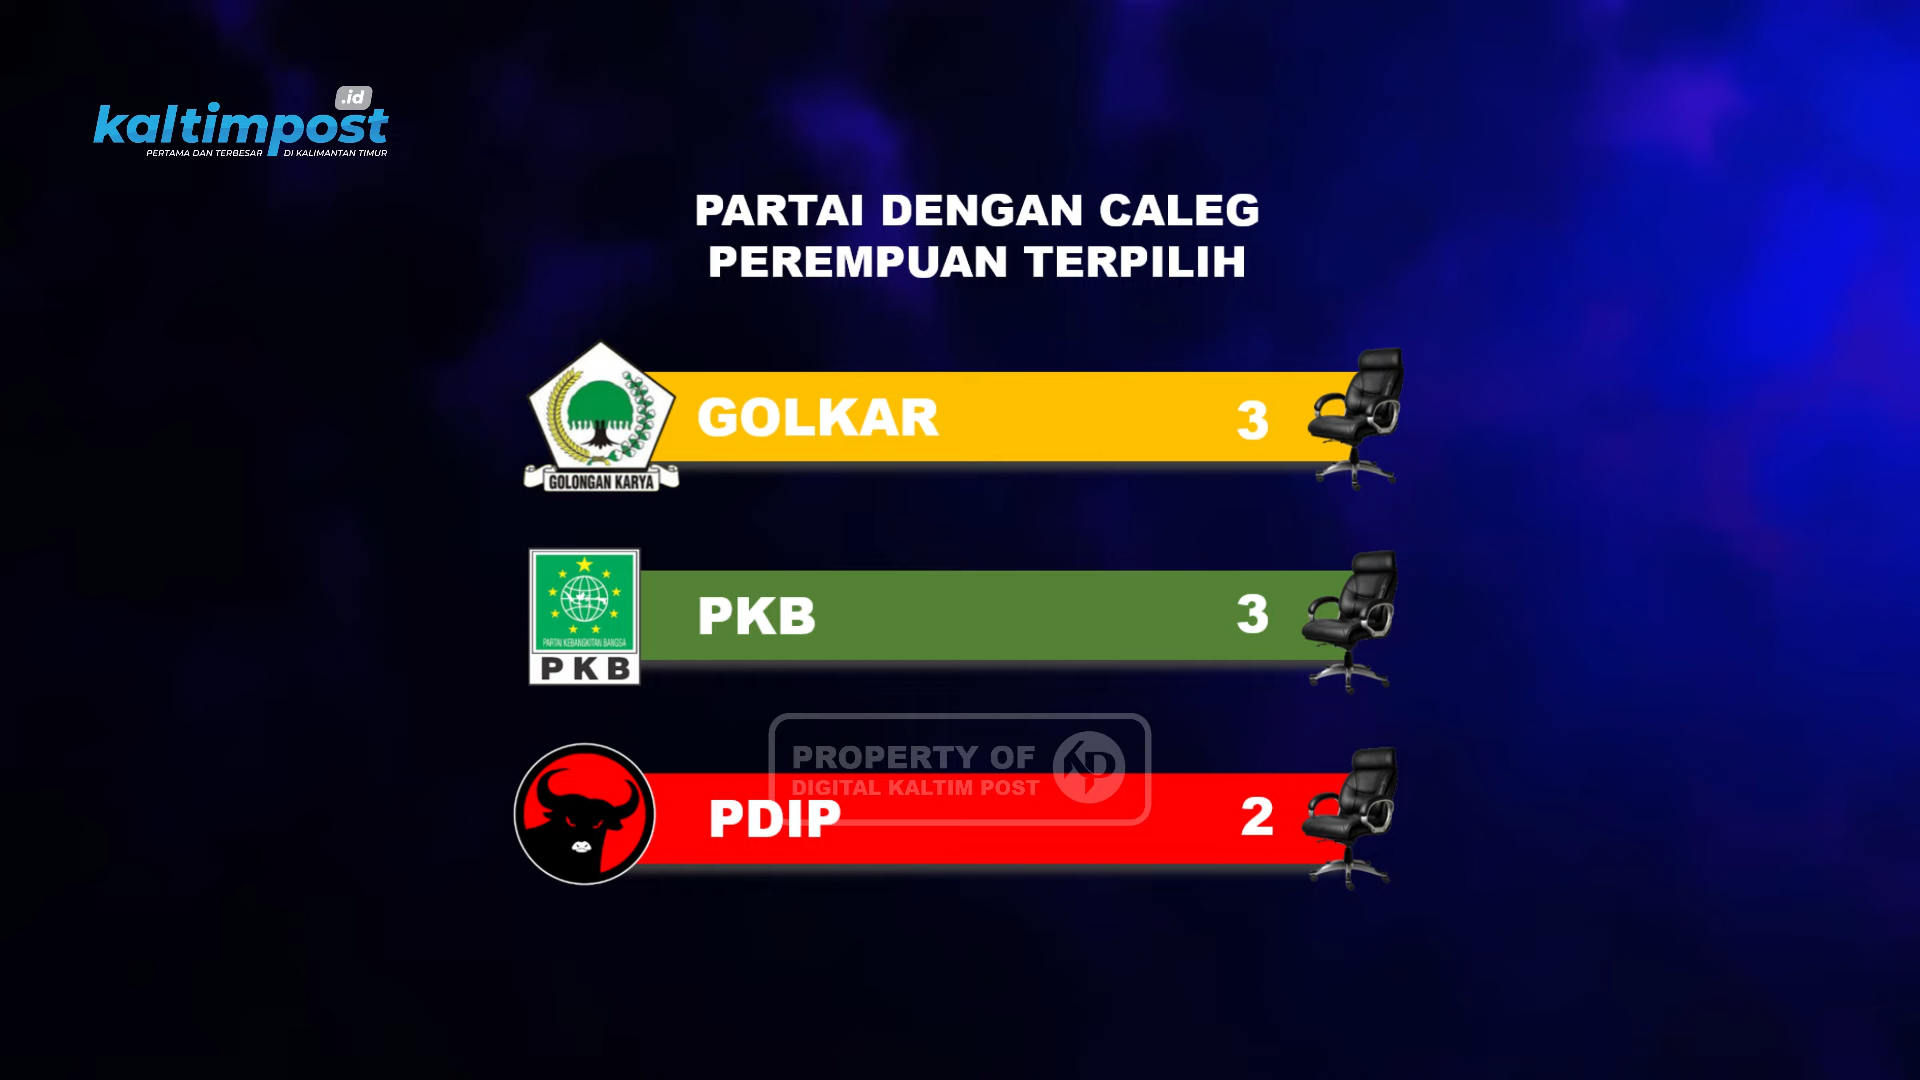 .id
kaltimpost
PERTAMA DAN TERBESAR DI KALIMANTAN TIMUR
PARTAI DENGAN CALEG
PEREMPUAN TERPILIH
GOLKAR 3
GOLONGAN KARYA
PKB 3
PARTAI KEBANGKITAN BANGSA
PKB
PROPERTY OF
DIGITAL KALTIM POST
KP
PDIP 2